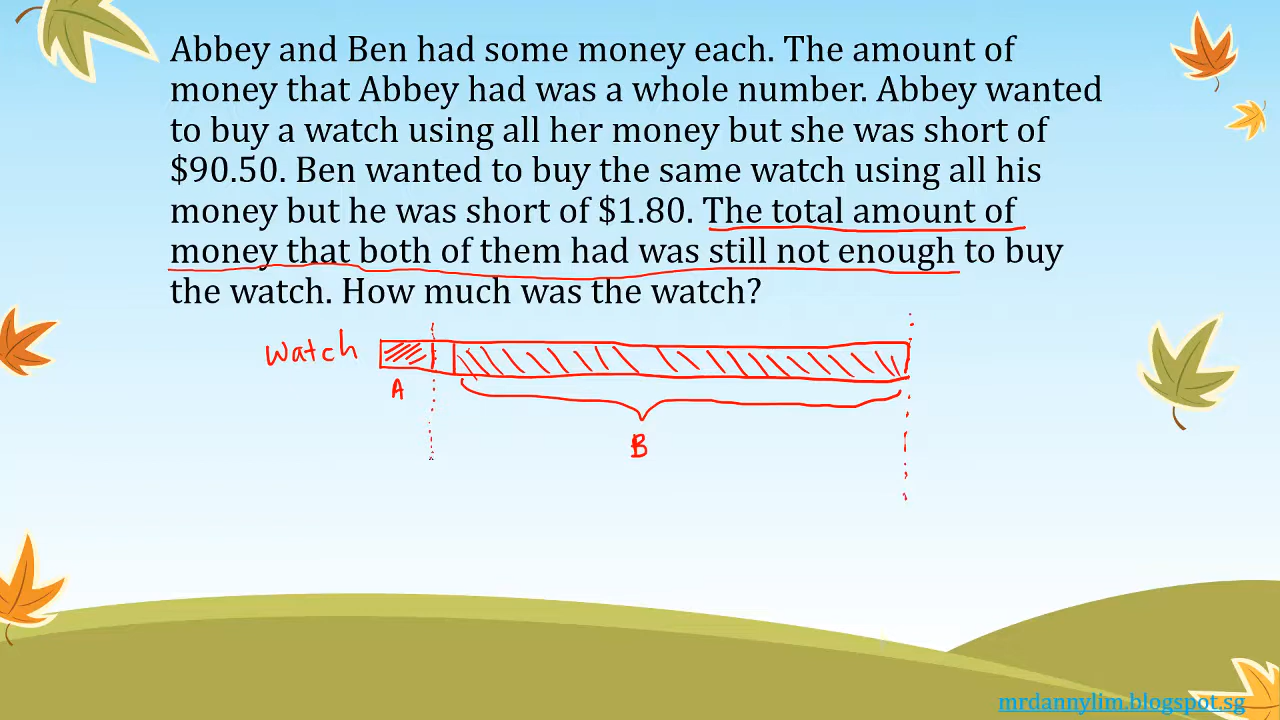 Abbey and Ben had some money each. The amount of
money that Abbey had was a whole number. Abbey wanted
to buy a watch using all her money but she was short of
$90.50. Ben wanted to buy the same watch using all his
money but he was short of $1.80. The total amount of
money that both of them had was still not enough to buy
the watch. How much was the watch?
Watch
A
B
mrdannylim.blogspot.sg